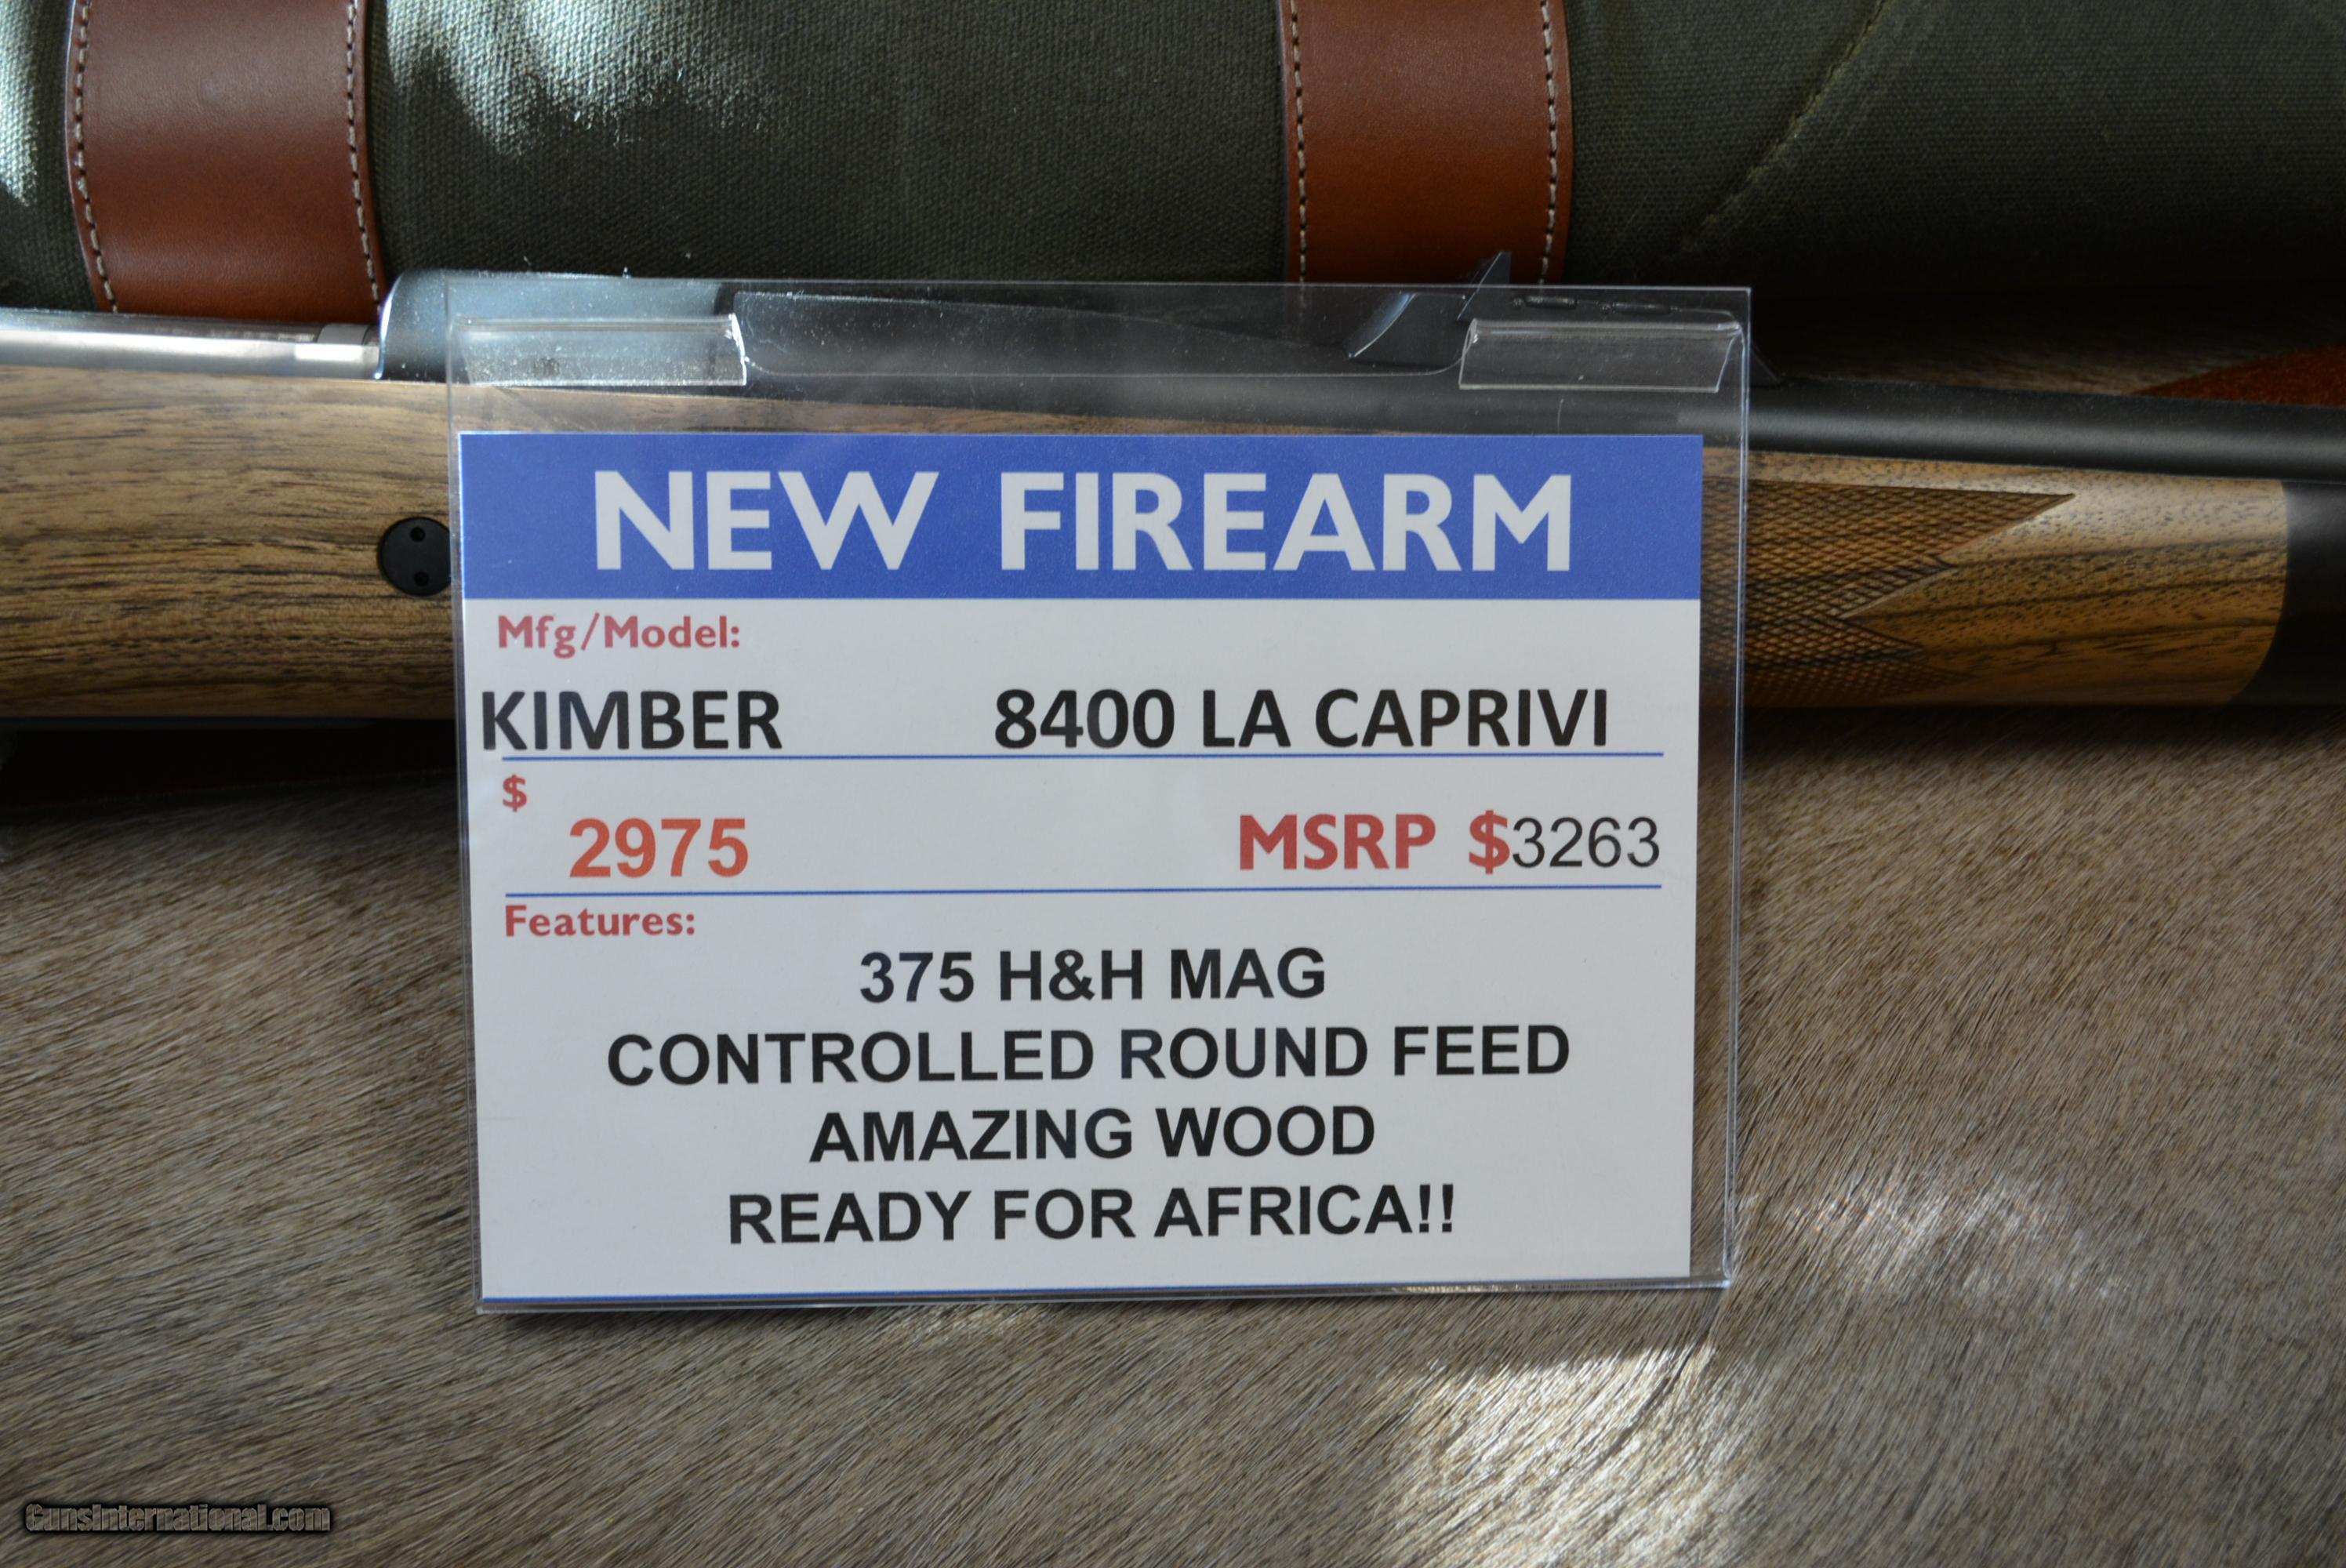 NEW FIREARM
Mfg/Model:
KIMBER 8400 LA CAPRIVI
$
2975 MSRP $3263
Features:
375 H&H MAG
CONTROLLED ROUND FEED
AMAZING WOOD
READY FOR AFRICA!!
GunsInternational.com